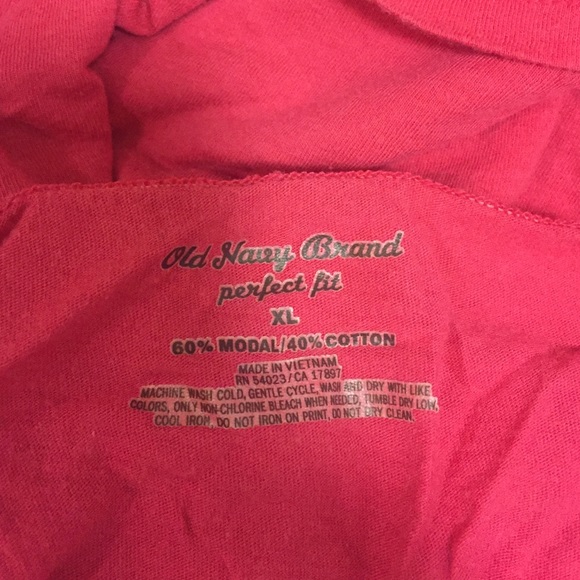 Old Navy Brand
perfect fit
XL
60% MODAL/40% COTTON
MADE IN VIETNAM
RN 54023/CA 17897
MACHINE WASH COLD, GENTLE CYCLE, WASH AND DRY WITH LIKE
COLORS, ONLY NON-CHLORINE BLEACH WHEN NEEDED, TUMBLE DRY LOW,
COOL IRON, DO NOT IRON ON PRINT, DO NOT DRY CLEAN.